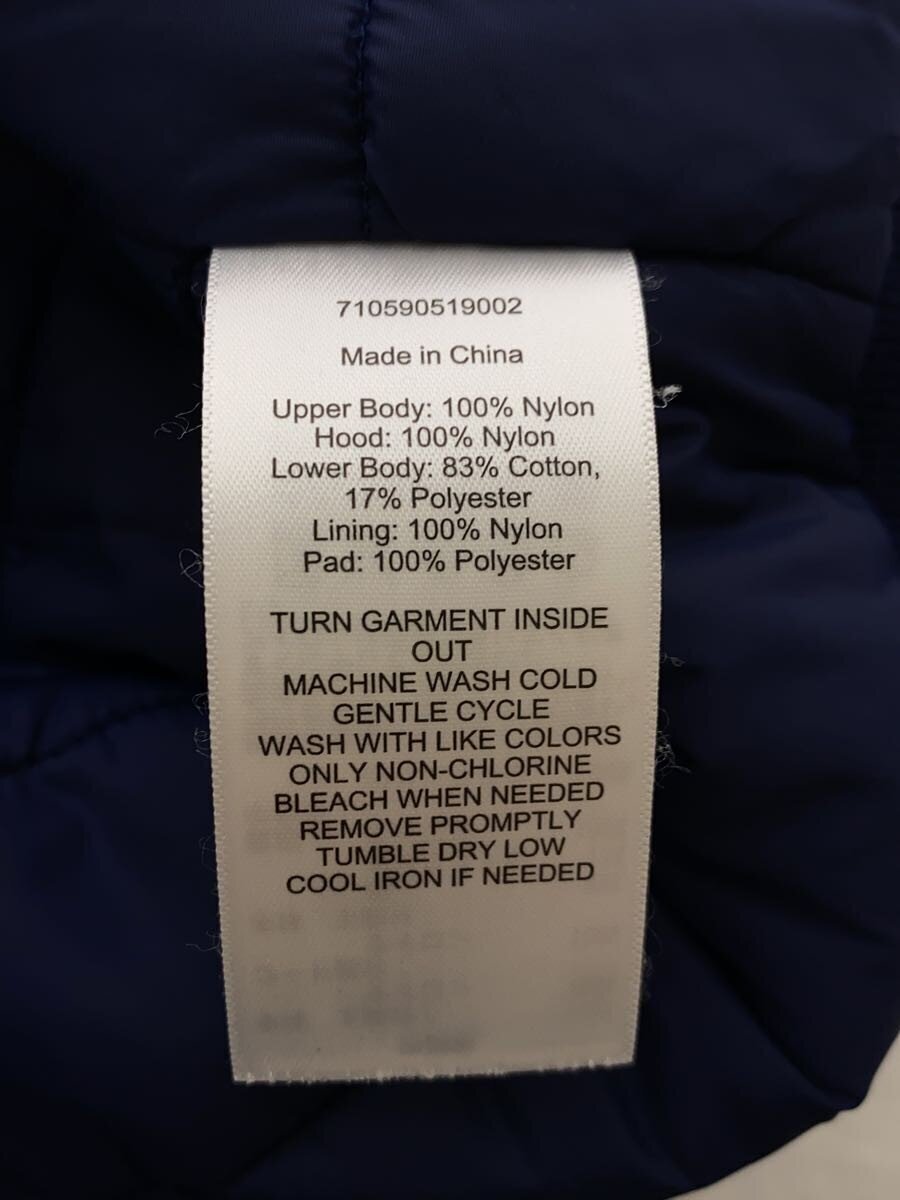 710590519002
Made in China
Upper Body: 100% Nylon
Hood: 100% Nylon
Lower Body: 83% Cotton,
17% Polyester
Lining: 100% Nylon
Pad: 100% Polyester
TURN GARMENT INSIDE
OUT
MACHINE WASH COLD
GENTLE CYCLE
WASH WITH LIKE COLORS
ONLY NON-CHLORINE
BLEACH WHEN NEEDED
REMOVE PROMPTLY
TUMBLE DRY LOW
COOL IRON IF NEEDED